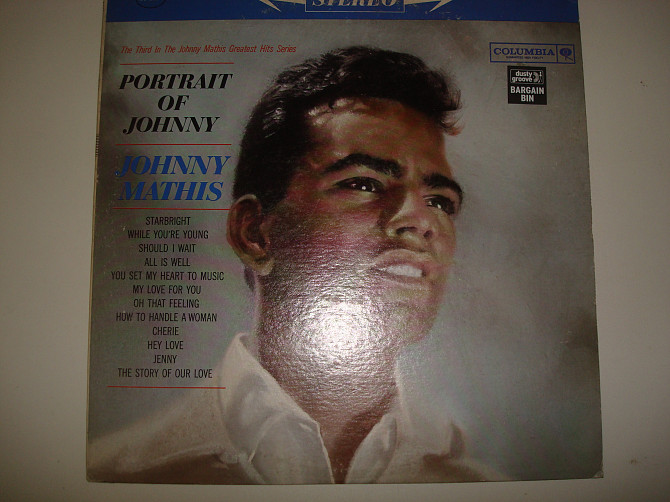 STEREO
The Third In The Johnny Mathis Greatest Hits Series
COLUMBIA
dusty
groove
BARGAIN
BIN
PORTRAIT
OF
JOHNNY
JOHNNY
MATHIS
STARBRIGHT
WHILE YOU'RE YOUNG
SHOULD I WAIT
ALL IS WELL
YOU SET MY HEART TO MUSIC
MY LOVE FOR YOU
OH THAT FEELING
HOW TO HANDLE A WOMAN
CHERIE
HEY LOVE
JENNY
THE STORY OF OUR LOVE